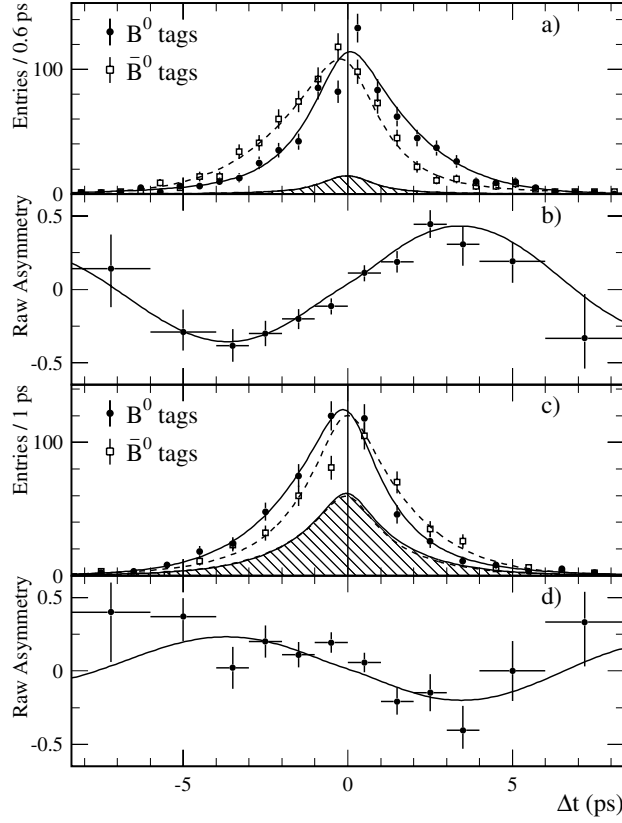 a)
B⁰ tags
B̄⁰ tags
Entries / 0.6 ps
100
0
b)
Raw Asymmetry
0.5
0
-0.5
c)
B⁰ tags
B̄⁰ tags
Entries / 1 ps
100
0
d)
Raw Asymmetry
0.5
0
-0.5
-5 0 5
Δt (ps)